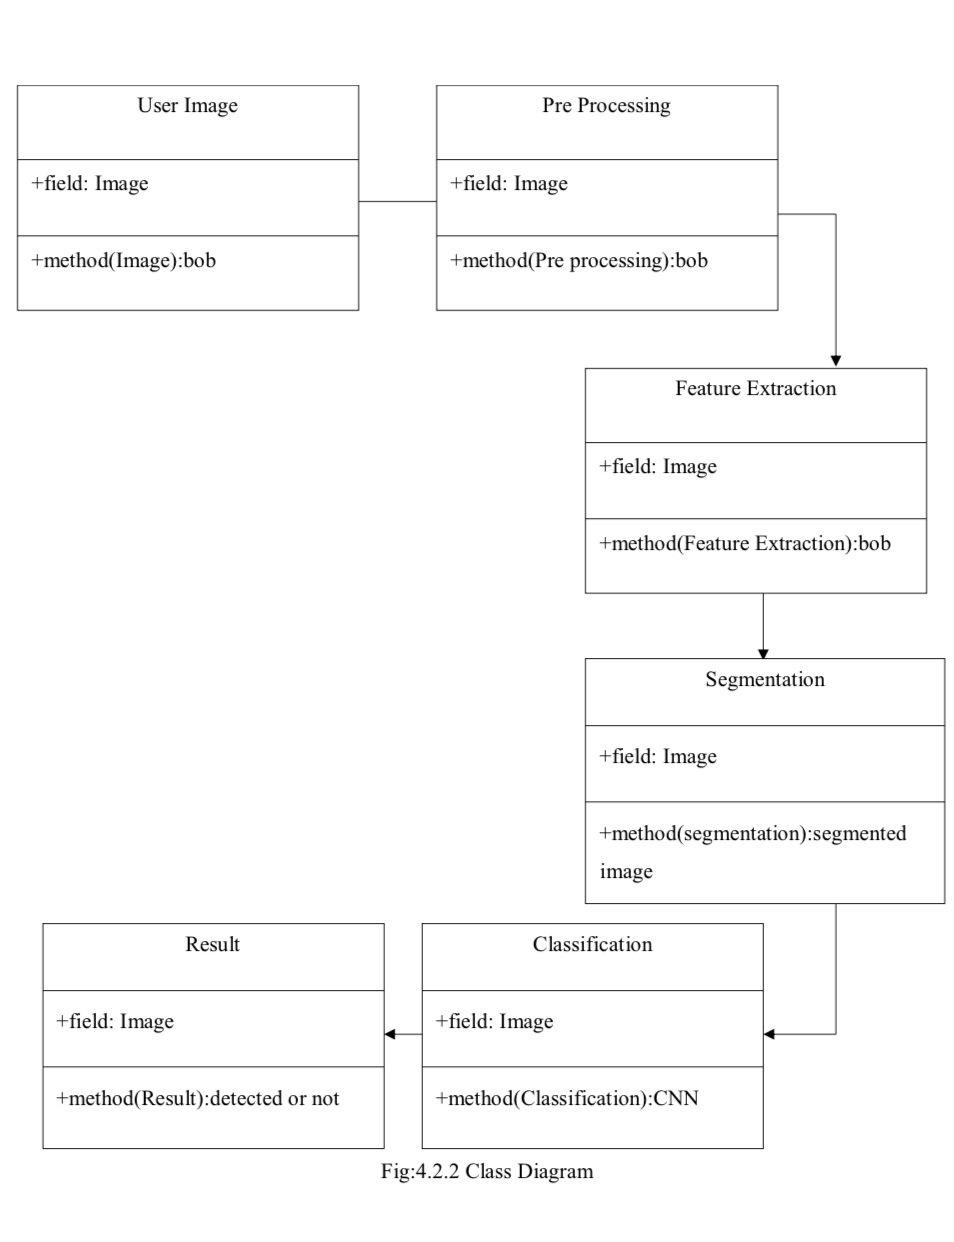 User Image
+field: Image
+method(Image):bob
Pre Processing
+field: Image
+method(Pre processing):bob
Feature Extraction
+field: Image
+method(Feature Extraction):bob
Segmentation
+field: Image
+method(segmentation):segmented
image
Result
+field: Image
+method(Result):detected or not
Classification
+field: Image
+method(Classification):CNN
Fig:4.2.2 Class Diagram